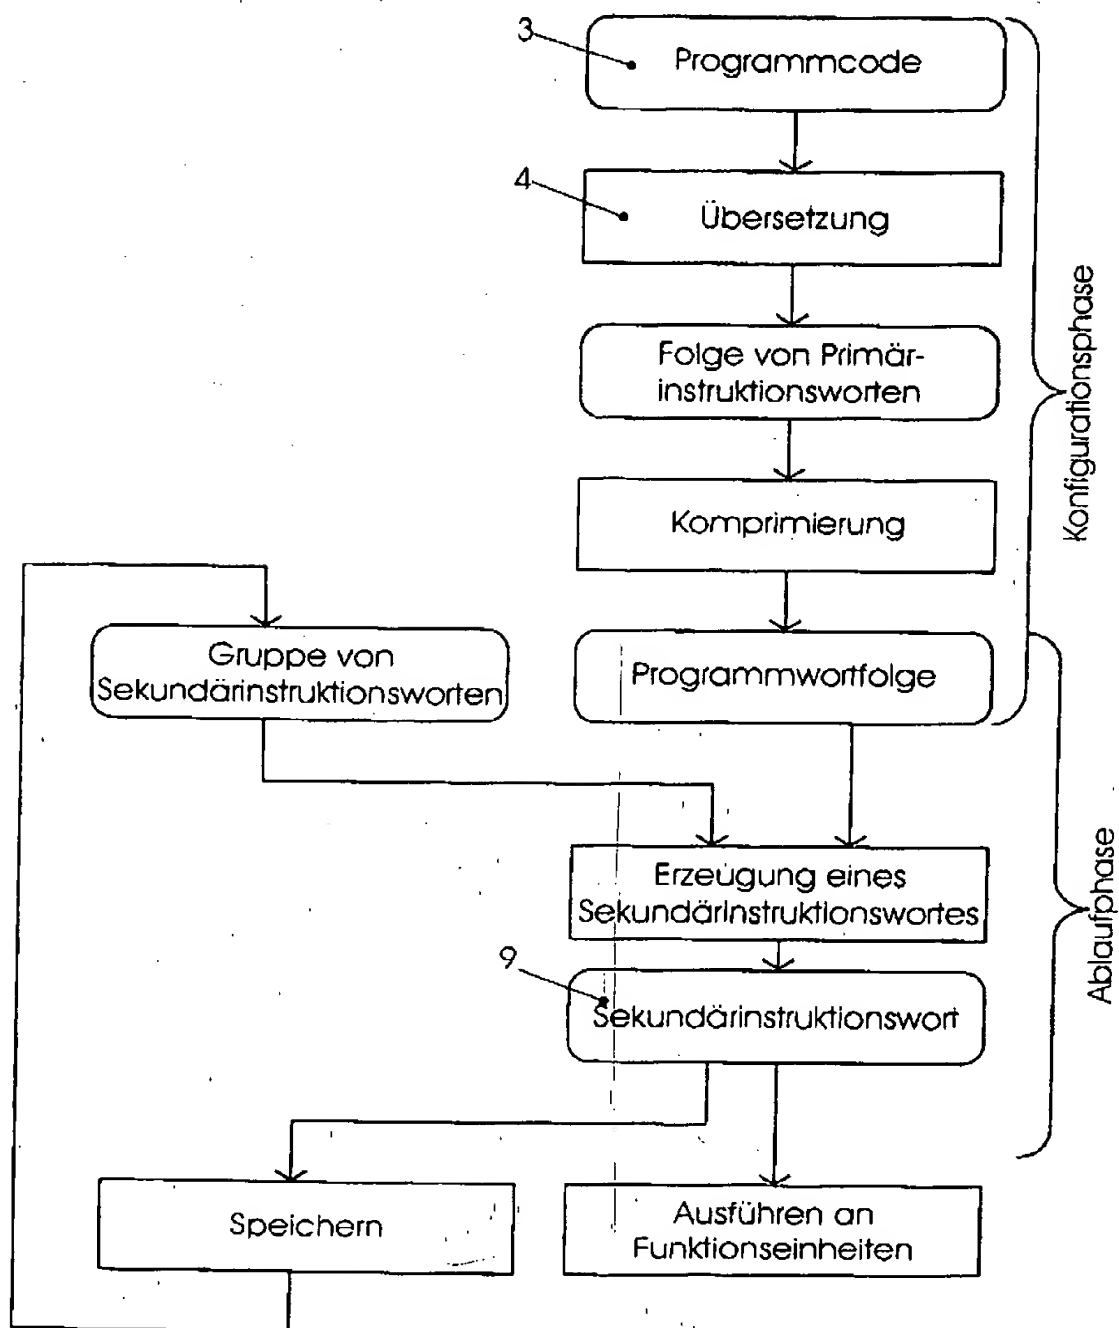 3
Programmcode
4
Übersetzung
Folge von Primär-
instruktionsworten
Komprimierung
Konfigurationsphase
Gruppe von
Sekundärinstruktionsworten
Programmwortfolge
Erzeugung eines
Sekundärinstruktionswortes
9
Sekundärinstruktionswort
Ablaufphase
Speichern
Ausführen an
Funktionseinheiten